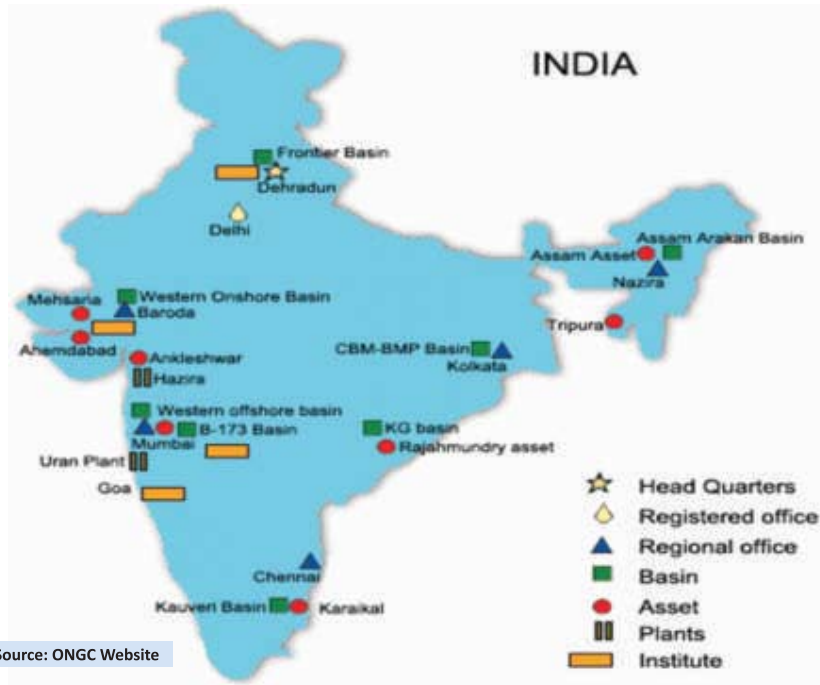 INDIA
Frontier Basin
Dehradun
Delhi
Assam Arakan Basin
Assam Asset
Nazira
Tripura
Mehsana
Western Onshore Basin
Baroda
Ahemdabad
Ankleshwar
Hazira
CBM-BMP Basin
Kolkata
Western offshore basin
B-173 Basin
Mumbai
KG basin
Rajahmundry asset
Uran Plant
Goa
Chennai
Kauveri Basin
Karaikal
Head Quarters
Registered office
Regional office
Basin
Asset
Plants
Institute
Source: ONGC Website